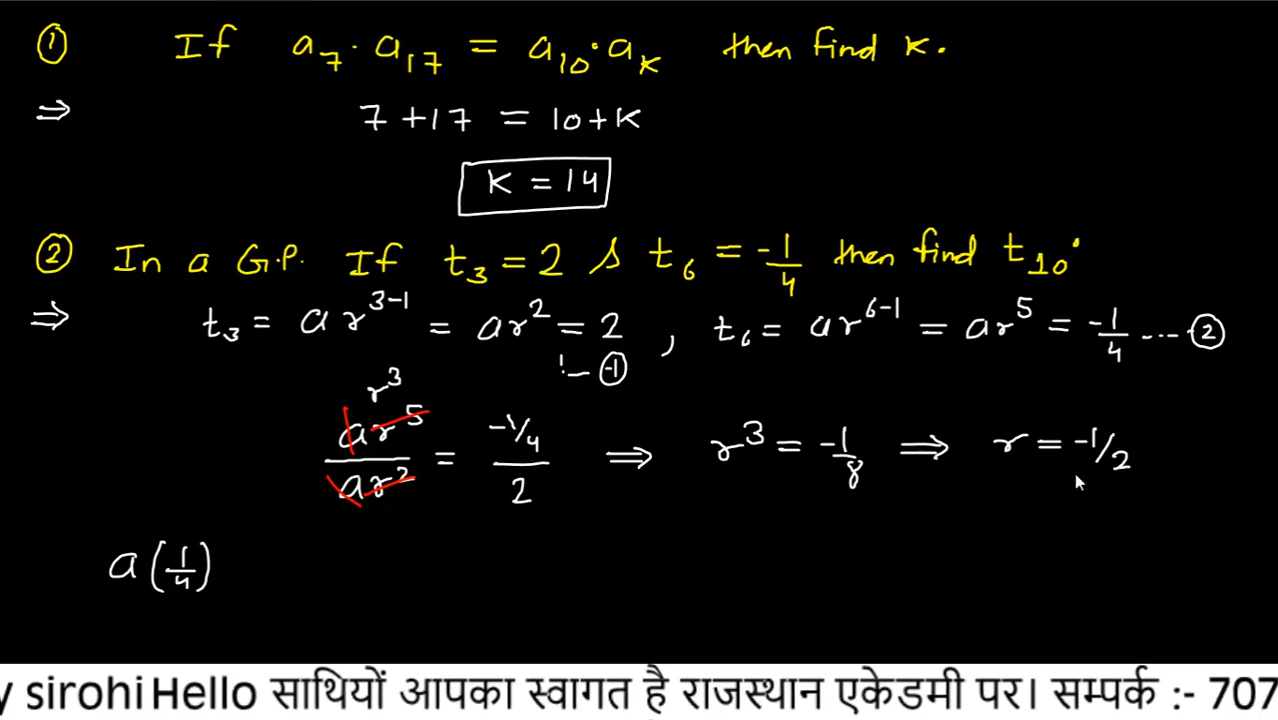 ① If a₇ · a₁₇ = a₁₀ · aₖ then find K.
⇒ 7 + 17 = 10 + K
K = 14
② In a G.P. If t₃ = 2 & t₆ = -1/4 then find t₁₀.
⇒ t₃ = ar³⁻¹ = ar² = 2 --- ①, t₆ = ar⁶⁻¹ = ar⁵ = -1/4 ---- ②
r³
ar⁵/ar² = (-1/4)/2 ⇒ r³ = -1/8 ⇒ r = -1/2
a(1/4)
y sirohi Hello साथियों आपका स्वागत है राजस्थान एकेडमी पर। सम्पर्क :- 707